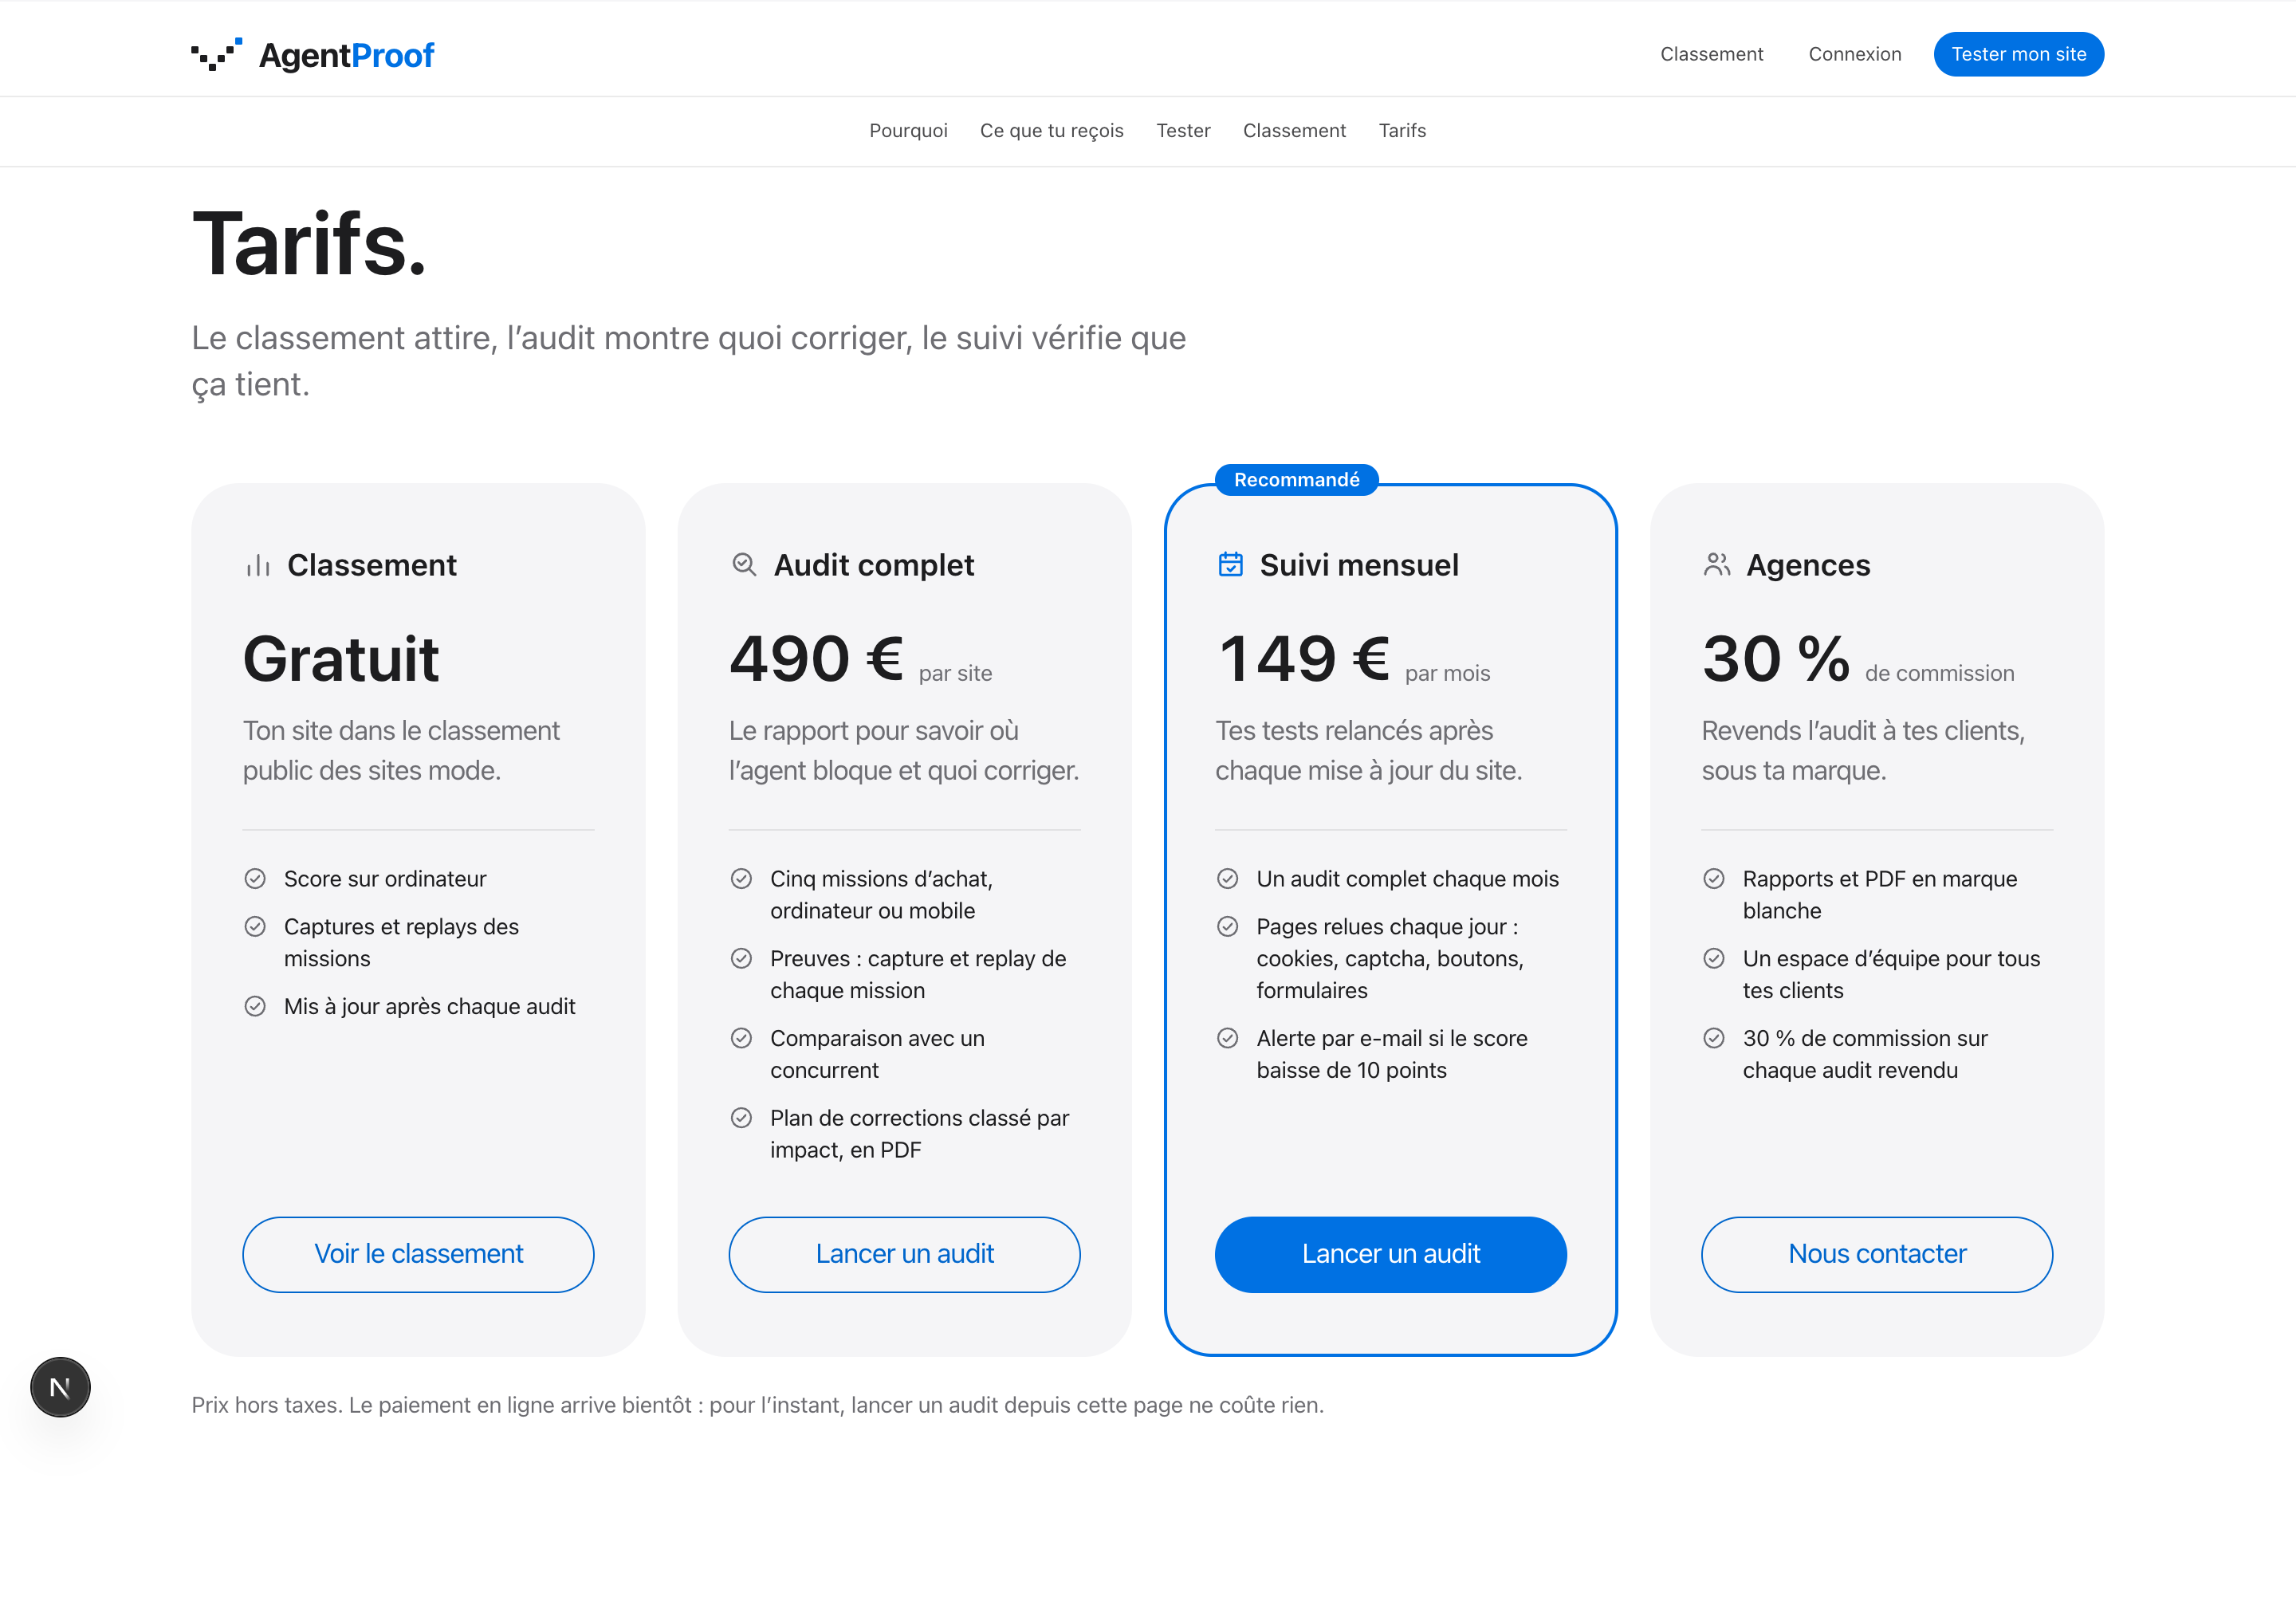 AgentProof
Classement
Connexion
Tester mon site
Pourquoi
Ce que tu reçois
Tester
Classement
Tarifs
Tarifs.
Le classement attire, l’audit montre quoi corriger, le suivi vérifie que
ça tient.
Classement
Gratuit
Ton site dans le classement
public des sites mode.
Score sur ordinateur
Captures et replays des
missions
Mis à jour après chaque audit
Voir le classement
Audit complet
490 € par site
Le rapport pour savoir où
l’agent bloque et quoi corriger.
Cinq missions d’achat,
ordinateur ou mobile
Preuves : capture et replay de
chaque mission
Comparaison avec un
concurrent
Plan de corrections classé par
impact, en PDF
Lancer un audit
Recommandé
Suivi mensuel
149 € par mois
Tes tests relancés après
chaque mise à jour du site.
Un audit complet chaque mois
Pages relues chaque jour :
cookies, captcha, boutons,
formulaires
Alerte par e-mail si le score
baisse de 10 points
Lancer un audit
Agences
30 % de commission
Revends l’audit à tes clients,
sous ta marque.
Rapports et PDF en marque
blanche
Un espace d’équipe pour tous
tes clients
30 % de commission sur
chaque audit revendu
Nous contacter
N
Prix hors taxes. Le paiement en ligne arrive bientôt : pour l’instant, lancer un audit depuis cette page ne coûte rien.